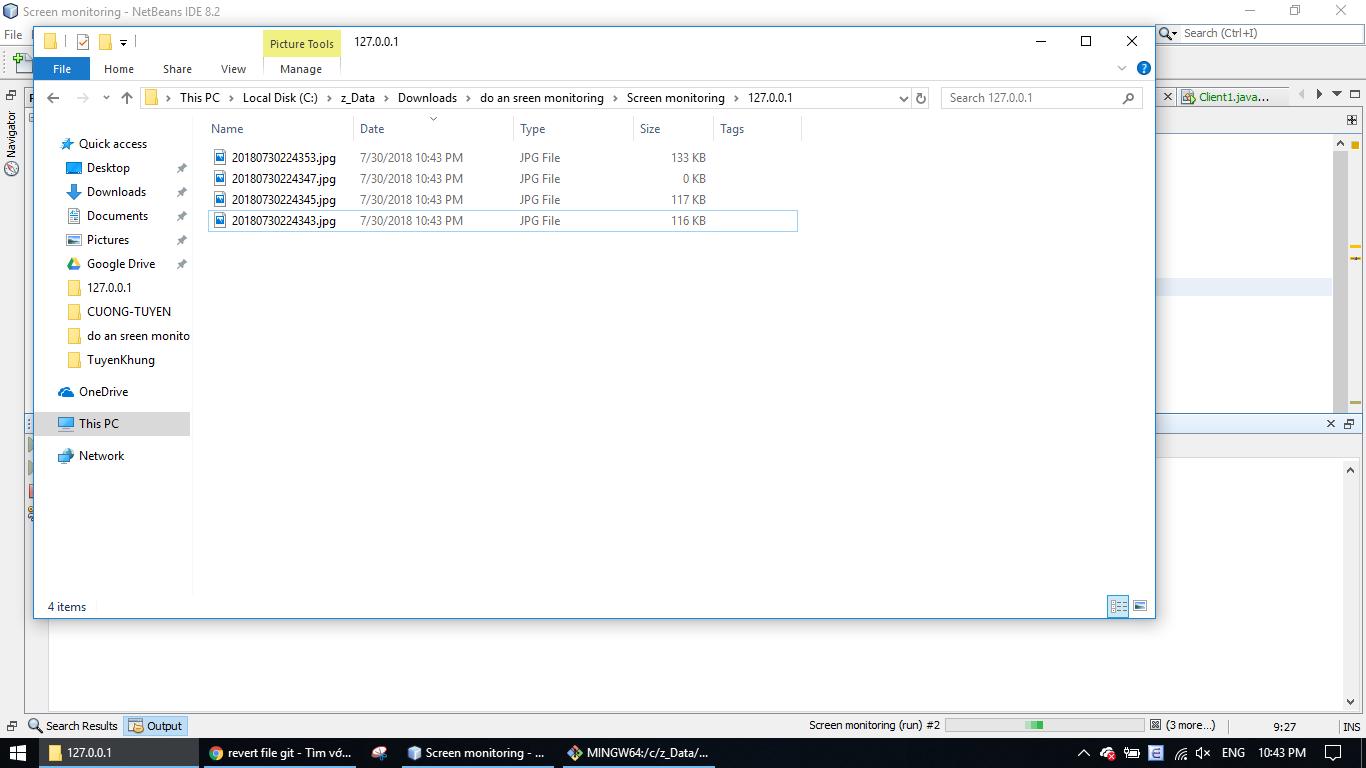 Screen monitoring - NetBeans IDE 8.2
File
Search (Ctrl+I)
Picture Tools
127.0.0.1
File Home Share View Manage
This PC Local Disk (C:) z_Data Downloads do an sreen monitoring Screen monitoring 127.0.0.1
Search 127.0.0.1
Client1.java...
Navigator
Name Date Type Size Tags
20180730224353.jpg 7/30/2018 10:43 PM JPG File 133 KB
20180730224347.jpg 7/30/2018 10:43 PM JPG File 0 KB
20180730224345.jpg 7/30/2018 10:43 PM JPG File 117 KB
20180730224343.jpg 7/30/2018 10:43 PM JPG File 116 KB
Quick access
Desktop
Downloads
Documents
Pictures
Google Drive
127.0.0.1
CUONG-TUYEN
do an sreen monito
TuyenKhung
OneDrive
This PC
Network
4 items
Search Results Output
Screen monitoring (run) #2
(3 more...)
9:27
INS
127.0.0.1
revert file git - Tìm vớ...
Screen monitoring - ...
MINGW64:/c/z_Data/...
ENG 10:43 PM